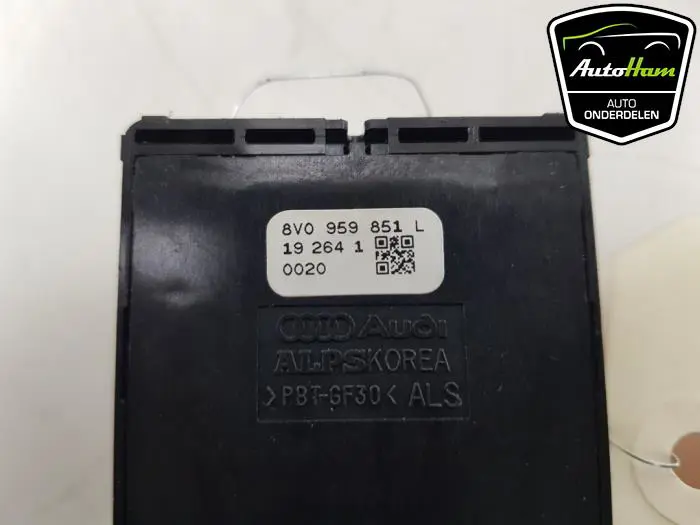 AutoHam
AUTO
ONDERDELEN
8V0 959 851 L
19 264 1
0020
Audi
ALPSKOREA
>PBT-GF30< ALS